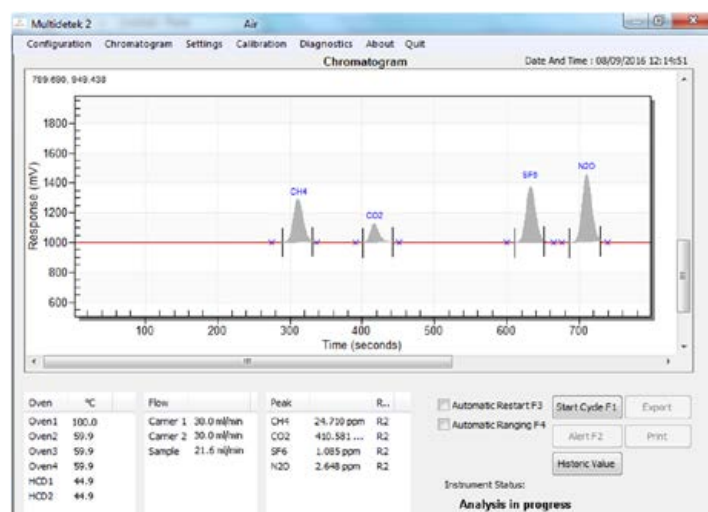 Multidetek 2 Air
Configuration Chromatogram Settings Calibration Diagnostics About Quit
Chromatogram Date And Time : 08/09/2016 12:14:51
789.690, 949.438
Response (mV)
1800
1600
1400
1200
1000
800
600
CH4
CO2
SF6
N2O
100 200 300 400 500 600 700
Time (seconds)
Oven °C
Oven1 100.0
Oven2 59.9
Oven3 59.9
Oven4 59.9
HCD1 44.9
HCD2 44.9
Flow
Carrier 1 30.0 ml/min
Carrier 2 30.0 ml/min
Sample 21.6 ml/min
Peak R...
CH4 24.710 ppm R2
CO2 410.581 ... R2
SF6 1.085 ppm R2
N2O 2.648 ppm R2
Automatic Restart F3
Automatic Ranging F4
Start Cycle F1 Export
Alert F2 Print
Historic Value
Instrument Status:
Analysis in progress